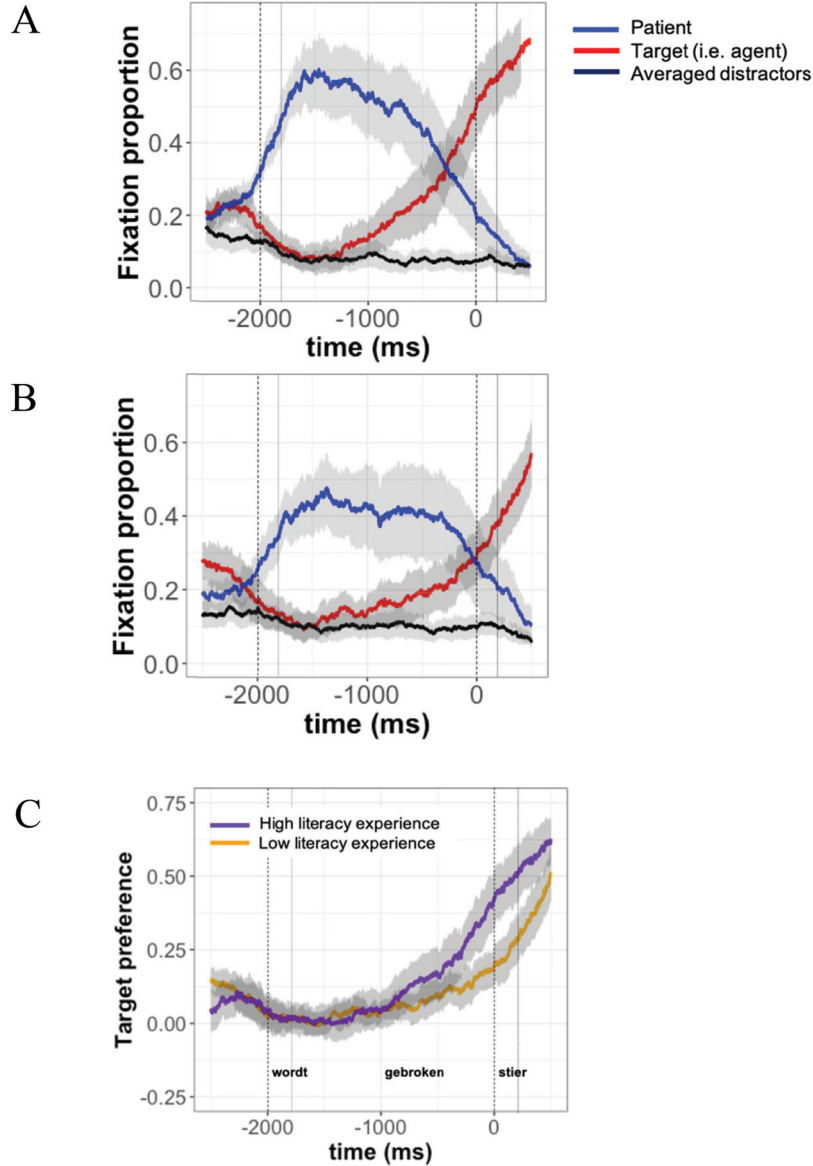 A
Patient
Target (i.e. agent)
Averaged distractors
Fixation proportion
0.6
0.4
0.2
0.0
-2000
-1000
0
time (ms)
B
Fixation proportion
0.6
0.4
0.2
0.0
-2000
-1000
0
time (ms)
C
Target preference
0.75
0.50
0.25
0.00
-0.25
High literacy experience
Low literacy experience
wordt
gebroken
stier
-2000
-1000
0
time (ms)